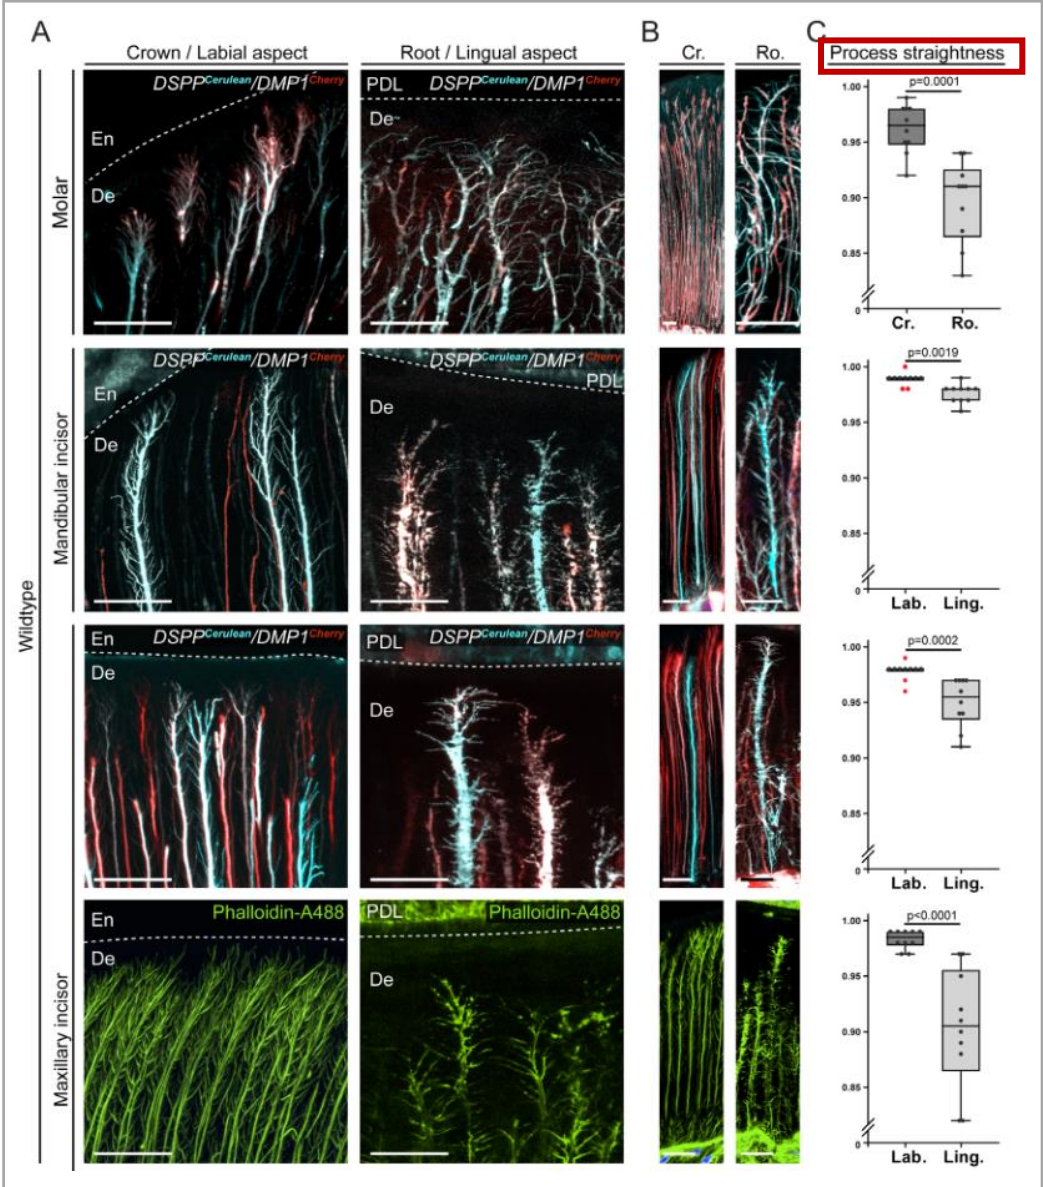 A
B
C
Crown / Labial aspect
Root / Lingual aspect
Cr.
Ro.
Process straightness
Wildtype
Molar
DSPPCerulean/DMP1Cherry
En
De
PDL
DSPPCerulean/DMP1Cherry
De
p=0.0001
1.00
0.95
0.90
0.85
0
Cr.
Ro.
Mandibular incisor
DSPPCerulean/DMP1Cherry
En
De
DSPPCerulean/DMP1Cherry
PDL
De
p=0.0019
1.00
0.95
0.90
0.85
0
Lab.
Ling.
Maxillary incisor
En
DSPPCerulean/DMP1Cherry
De
PDL
DSPPCerulean/DMP1Cherry
De
p=0.0002
1.00
0.95
0.90
0.85
0
Lab.
Ling.
En
Phalloidin-A488
De
PDL
Phalloidin-A488
De
p<0.0001
1.00
0.95
0.90
0.85
0
Lab.
Ling.